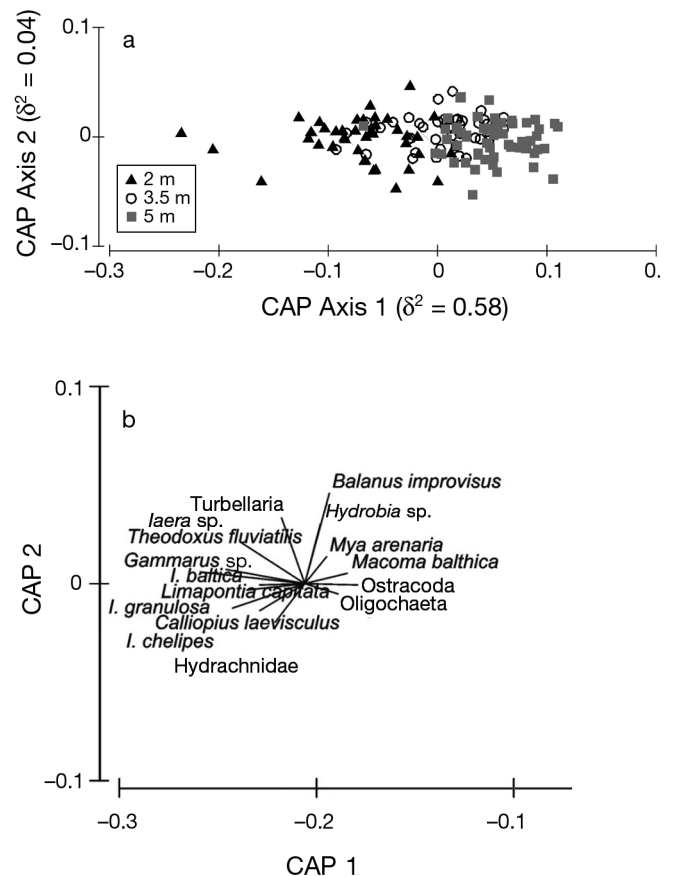 0.1
a
CAP Axis 2 (δ² = 0.04)
0
▲ 2 m
○ 3.5 m
■ 5 m
−0.1
−0.3
−0.2
−0.1
0
0.1
0.
CAP Axis 1 (δ² = 0.58)
0.1
b
Balanus improvisus
Turbellaria
Hydrobia sp.
Iaera sp.
Theodoxus fluviatilis
Mya arenaria
Gammarus sp.
Macoma balthica
CAP 2
I. baltica
0
Limapontia capitata
Ostracoda
I. granulosa
Oligochaeta
Calliopius laevisculus
I. chelipes
Hydrachnidae
−0.1
−0.3
−0.2
−0.1
CAP 1